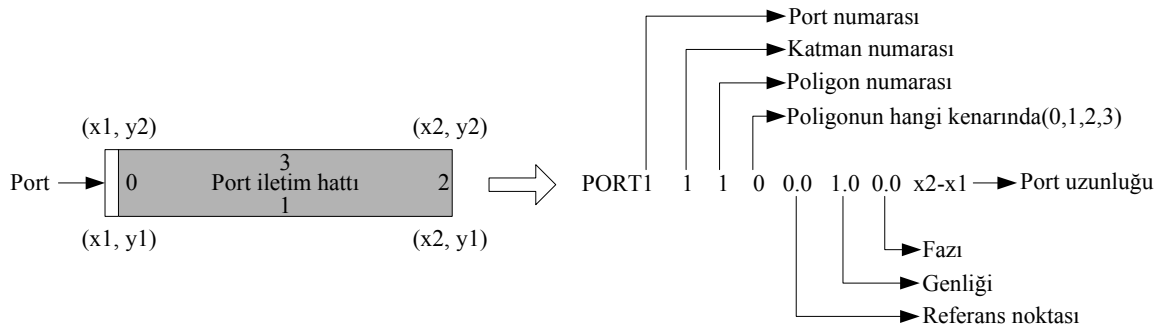 Port numarası
Katman numarası
Poligon numarası
Poligonun hangi kenarında(0,1,2,3)
(x1, y2) (x2, y2)
3
Port 0 Port iletim hattı 2
1
(x1, y1) (x2, y1)
PORT1 1 1 0 0.0 1.0 0.0 x2-x1 Port uzunluğu
Fazı
Genliği
Referans noktası